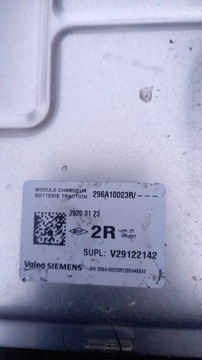 MODULE CHARGEUR
BATTERIE TRACTION 296A10023R/---
2020 01 23
2R
SUPL: V29122142
Valeo SIEMENS